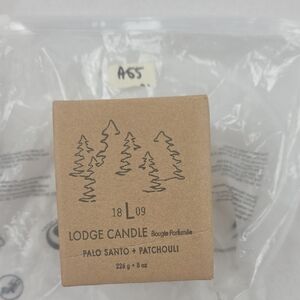 A65
18 L 09
LODGE CANDLE Bougie Parfumée
PALO SANTO + PATCHOULI
226 g • 8 oz